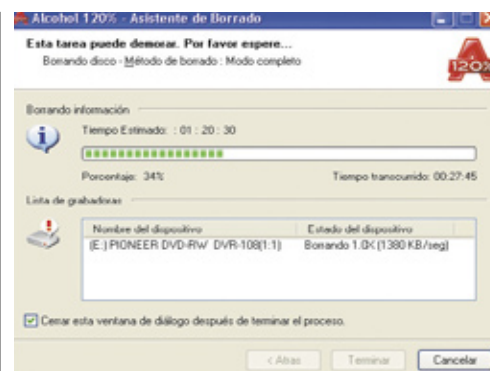 Alcohol 120% - Asistente de Borrado
Esta tarea puede demorar. Por favor espere...
Borrando disco - Método de borrado : Modo completo
120%
Borrando información
Tiempo Estimado: : 01 : 20 : 30
Porcentaje: 34%
Tiempo transcurrido: 00:27:45
Lista de grabadoras
Nombre del dispositivo Estado del dispositivo
(E:) PIONEER DVD-RW DVR-108(1:1) Borrando 1.0X (1380 KB/seg)
Cerrar esta ventana de diálogo después de terminar el proceso.
< Atras Terminar Cancelar